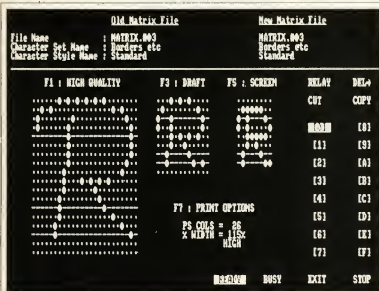 Old Matrix File New Matrix File
File Name : MATRIX.003 MATRIX.003
Character Set Name : Borders etc Borders etc
Character Style Name : Standard Standard
F1 : HIGH QUALITY F3 : DRAFT F5 : SCREEN RELAY DEL→
CUT COPY
[0] [8]
[1] [9]
[2] [A]
[3] [B]
[4] [C]
F7 : PRINT OPTIONS
[5] [D]
PS COLS = 26
% WIDTH = 115%
[6] [E]
HIGH
[7] [F]
READY BUSY EXIT STOP